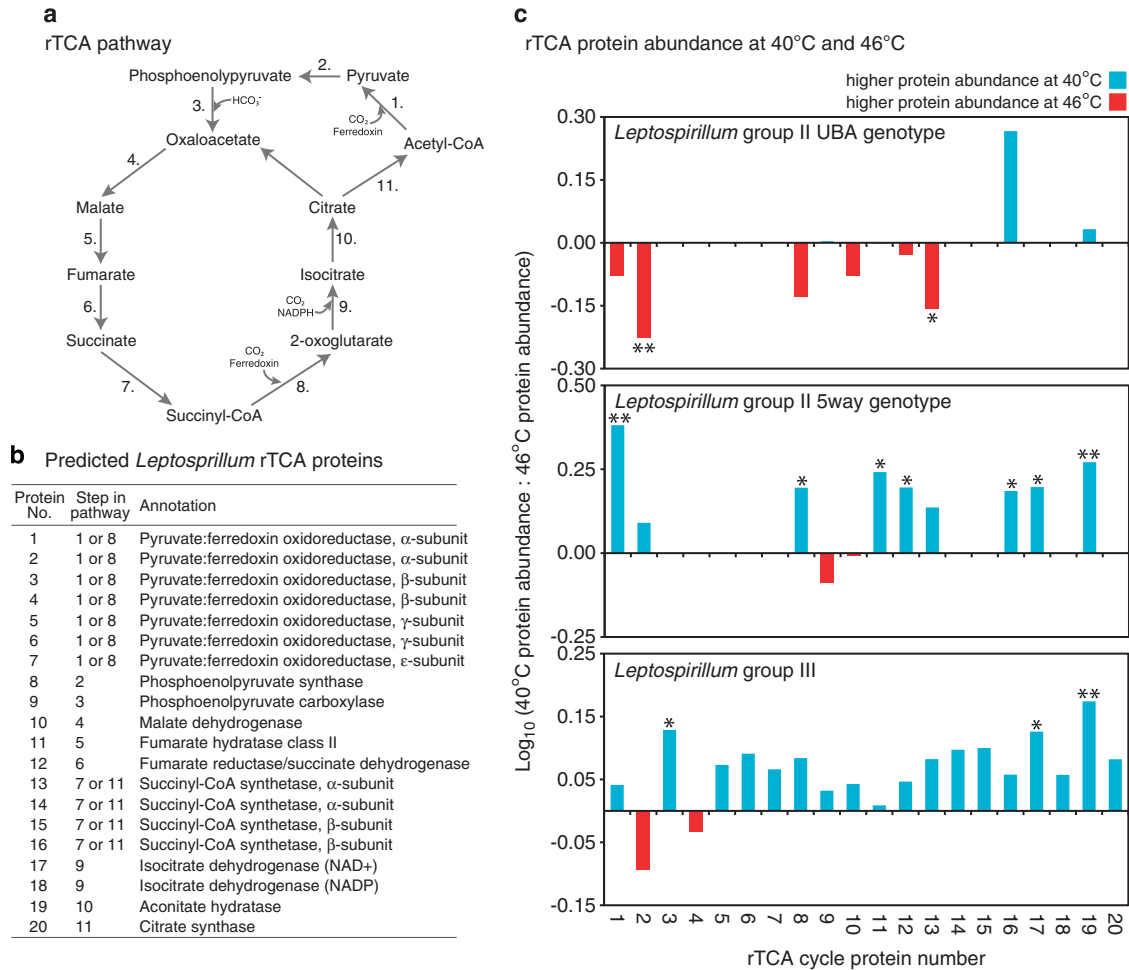 a
rTCA pathway
Phosphoenolpyruvate
2.
Pyruvate
3.
HCO₃⁻
1.
CO₂
Ferredoxin
Oxaloacetate
Acetyl-CoA
4.
11.
Malate
Citrate
5.
10.
Fumarate
Isocitrate
CO₂
NADPH
9.
6.
Succinate
2-oxoglutarate
CO₂
Ferredoxin
7.
8.
Succinyl-CoA
b Predicted Leptosprillum rTCA proteins
Protein No. Step in pathway Annotation
1 1 or 8 Pyruvate:ferredoxin oxidoreductase, α-subunit
2 1 or 8 Pyruvate:ferredoxin oxidoreductase, α-subunit
3 1 or 8 Pyruvate:ferredoxin oxidoreductase, β-subunit
4 1 or 8 Pyruvate:ferredoxin oxidoreductase, β-subunit
5 1 or 8 Pyruvate:ferredoxin oxidoreductase, γ-subunit
6 1 or 8 Pyruvate:ferredoxin oxidoreductase, γ-subunit
7 1 or 8 Pyruvate:ferredoxin oxidoreductase, ε-subunit
8 2 Phosphoenolpyruvate synthase
9 3 Phosphoenolpyruvate carboxylase
10 4 Malate dehydrogenase
11 5 Fumarate hydratase class II
12 6 Fumarate reductase/succinate dehydrogenase
13 7 or 11 Succinyl-CoA synthetase, α-subunit
14 7 or 11 Succinyl-CoA synthetase, α-subunit
15 7 or 11 Succinyl-CoA synthetase, β-subunit
16 7 or 11 Succinyl-CoA synthetase, β-subunit
17 9 Isocitrate dehydrogenase (NAD+)
18 9 Isocitrate dehydrogenase (NADP)
19 10 Aconitate hydratase
20 11 Citrate synthase
c
rTCA protein abundance at 40°C and 46°C
higher protein abundance at 40°C
higher protein abundance at 46°C
Log₁₀ (40°C protein abundance : 46°C protein abundance)
Leptospirillum group II UBA genotype
0.30
0.15
0.00
-0.15
-0.30
**
*
Leptospirillum group II 5way genotype
0.50
0.25
0.00
-0.25
**
*
*
*
*
*
**
Leptospirillum group III
0.25
0.15
0.05
-0.05
-0.15
*
*
**
1 2 3 4 5 6 7 8 9 10 11 12 13 14 15 16 17 18 19 20
rTCA cycle protein number